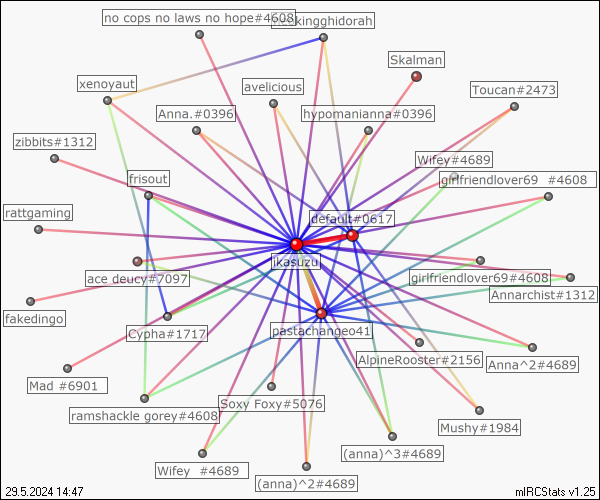 no cops no laws no hope#4608
kingghidorah
Skalman
xenoyaut
avelicious
Toucan#2473
Anna.#0396
hypomanianna#0396
zibbits#1312
Wifey#4689
frisout
girlfriendlover69 #4608
rattgaming
default#0617
ikasuzu
ace_deucy#7097
girlfriendlover69#4608
Annarchist#1312
fakedingo
Cypha#1717
pastachangeo41
AlpineRooster#2156
Anna^2#4689
Mad #6901
ramshackle gorey#4608
Soxy Foxy#5076
Mushy#1984
(anna)^3#4689
Wifey #4689
(anna)^2#4689
29.5.2024 14:47
mIRCStats v1.25